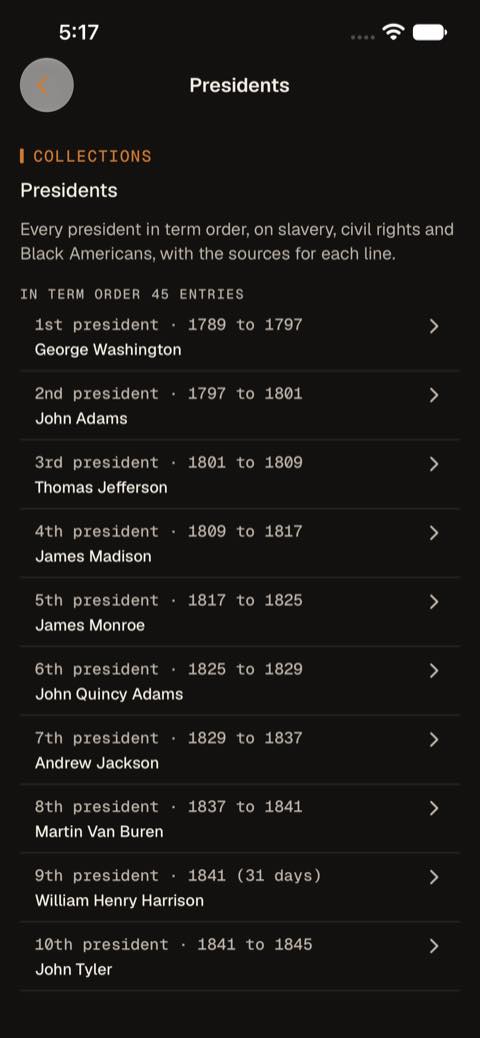 5:17
Presidents
COLLECTIONS
Presidents
Every president in term order, on slavery, civil rights and
Black Americans, with the sources for each line.
IN TERM ORDER 45 ENTRIES
1st president · 1789 to 1797
George Washington
2nd president · 1797 to 1801
John Adams
3rd president · 1801 to 1809
Thomas Jefferson
4th president · 1809 to 1817
James Madison
5th president · 1817 to 1825
James Monroe
6th president · 1825 to 1829
John Quincy Adams
7th president · 1829 to 1837
Andrew Jackson
8th president · 1837 to 1841
Martin Van Buren
9th president · 1841 (31 days)
William Henry Harrison
10th president · 1841 to 1845
John Tyler